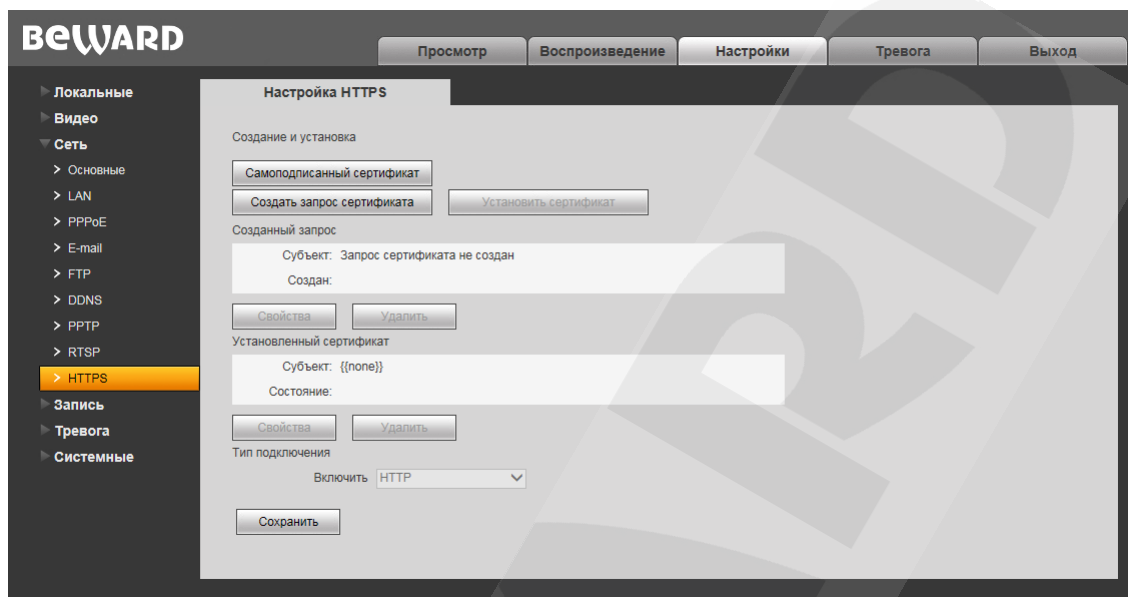 BEWARD
Просмотр Воспроизведение Настройки Тревога Выход
Локальные
Видео
Сеть
> Основные
> LAN
> PPPoE
> E-mail
> FTP
> DDNS
> PPTP
> RTSP
> HTTPS
Запись
Тревога
Системные
Настройка HTTPS
Создание и установка
Самоподписанный сертификат
Создать запрос сертификата Установить сертификат
Созданный запрос
Субъект: Запрос сертификата не создан
Создан:
Свойства Удалить
Установленный сертификат
Субъект: {{none}}
Состояние:
Свойства Удалить
Тип подключения
Включить HTTP
Сохранить